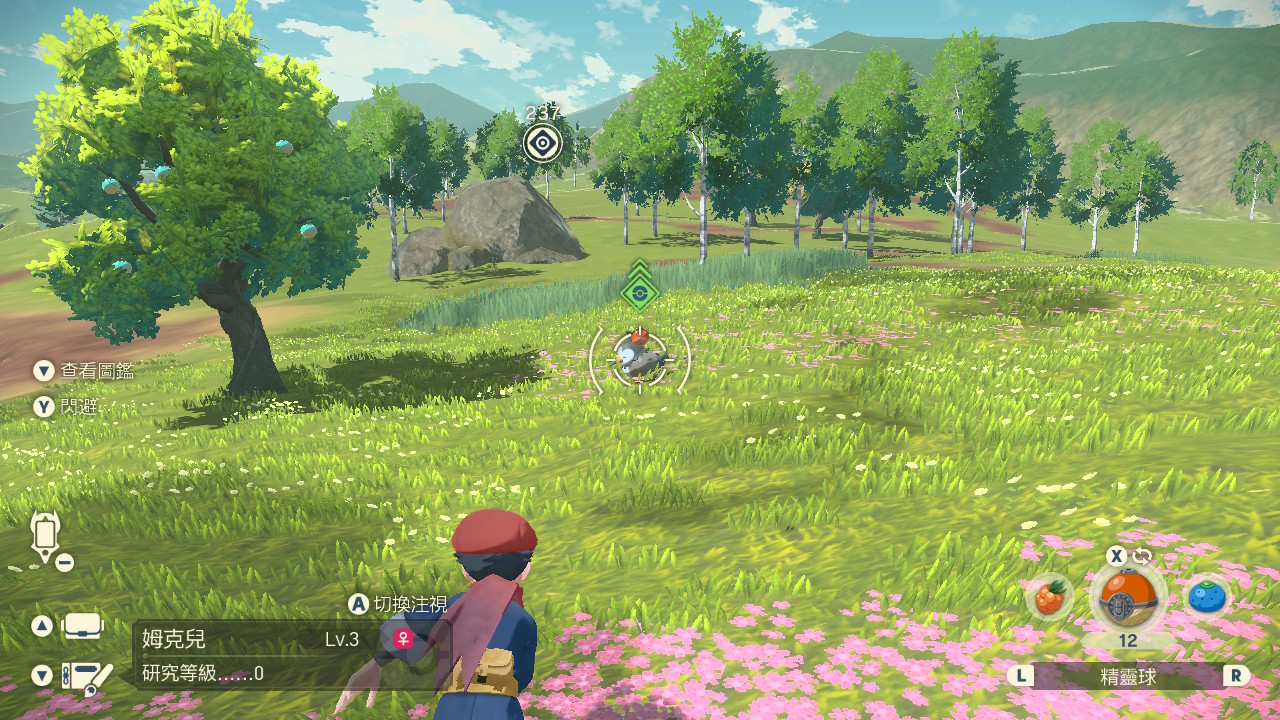 237
查看圖鑑
Y 閃避
A 切換注視
姆克兒 Lv.3 ♀
研究等級......0
X
12
L 精靈球 R